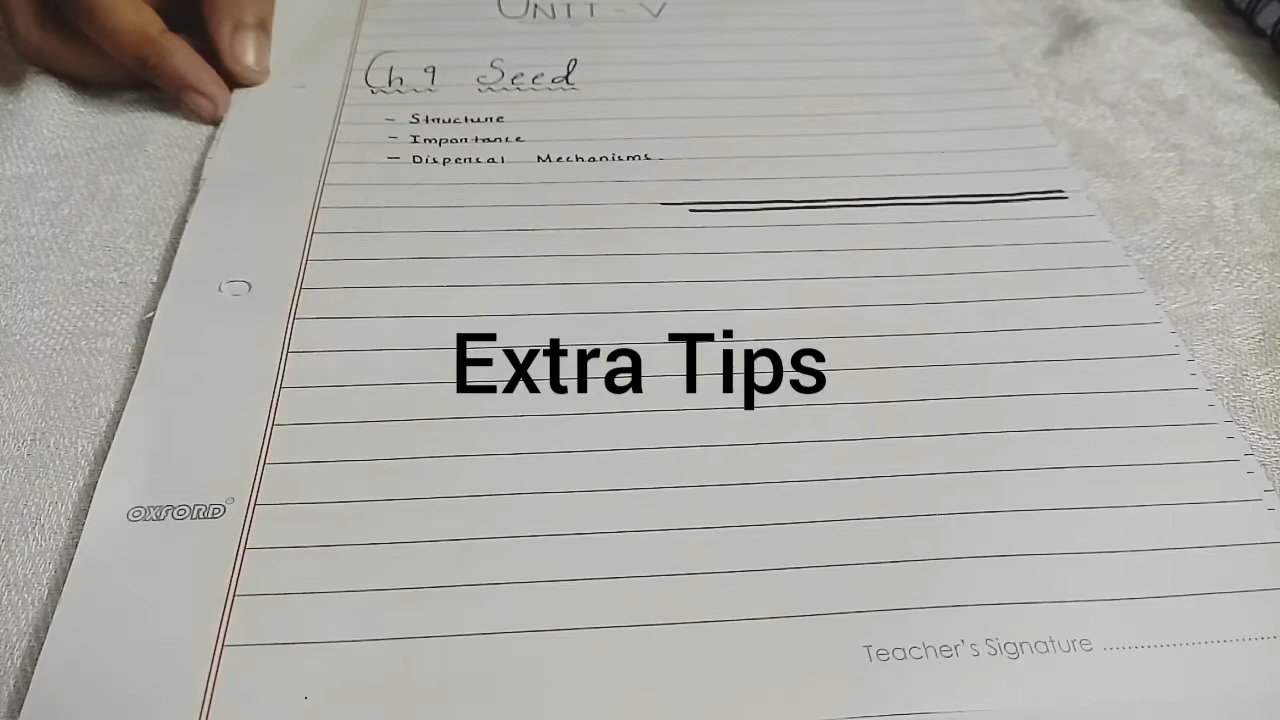 UNIT - V
Ch 9 Seed
- Structure
- Importance
- Dispersal Mechanisms.
Extra Tips
OXFORD
Teacher's Signature ........................